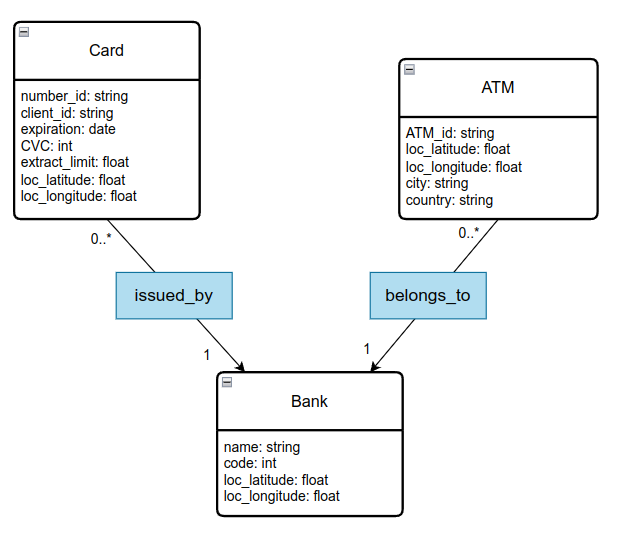 Card
number_id: string
client_id: string
expiration: date
CVC: int
extract_limit: float
loc_latitude: float
loc_longitude: float
ATM
ATM_id: string
loc_latitude: float
loc_longitude: float
city: string
country: string
0..*
0..*
issued_by
belongs_to
1
1
Bank
name: string
code: int
loc_latitude: float
loc_longitude: float